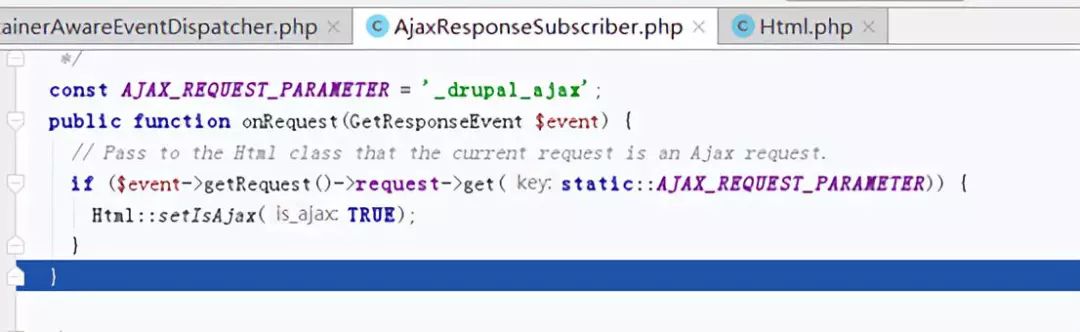 tainerAwareEventDispatcher.php × C AjaxResponseSubscriber.php × C Html.php ×
*/
const AJAX_REQUEST_PARAMETER = '_drupal_ajax';
public function onRequest(GetResponseEvent $event) {
// Pass to the Html class that the current request is an Ajax request.
if ($event->getRequest()->request->get( key: static::AJAX_REQUEST_PARAMETER)) {
Html::setIsAjax( is_ajax: TRUE);
}
}